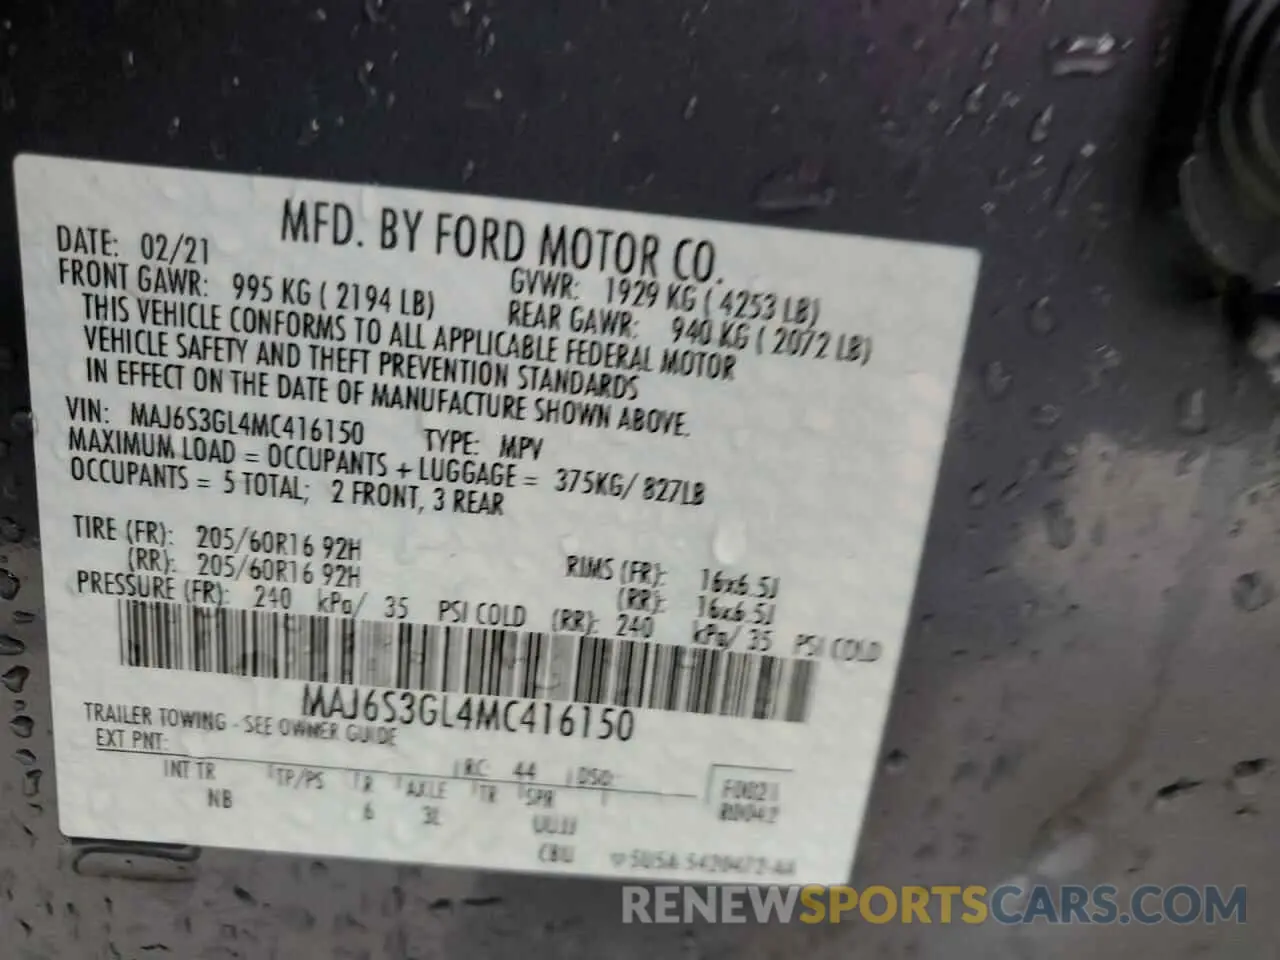 MFD. BY FORD MOTOR CO.
DATE: 02/21 GVWR: 1929 KG ( 4253 LB)
FRONT GAWR: 995 KG ( 2194 LB) REAR GAWR: 940 KG ( 2072 LB)
THIS VEHICLE CONFORMS TO ALL APPLICABLE FEDERAL MOTOR
VEHICLE SAFETY AND THEFT PREVENTION STANDARDS
IN EFFECT ON THE DATE OF MANUFACTURE SHOWN ABOVE.
VIN: MAJ6S3GL4MC416150 TYPE: MPV
MAXIMUM LOAD = OCCUPANTS + LUGGAGE = 375KG/ 827LB
OCCUPANTS = 5 TOTAL; 2 FRONT, 3 REAR
TIRE (FR): 205/60R16 92H RIMS (FR): 16x6.5J
(RR): 205/60R16 92H (RR): 16x6.5J
PRESSURE (FR): 240 kPa/ 35 PSI COLD (RR): 240 kPa/ 35 PSI COLD
MAJ6S3GL4MC416150
TRAILER TOWING - SEE OWNER GUIDE
EXT PNT: RC: 44 DSO:
INT TR TP/PS R AXLE TR SPR
NB 6 3L UUJJ
CBU
F0021
RENEWSPORTSCARS.COM